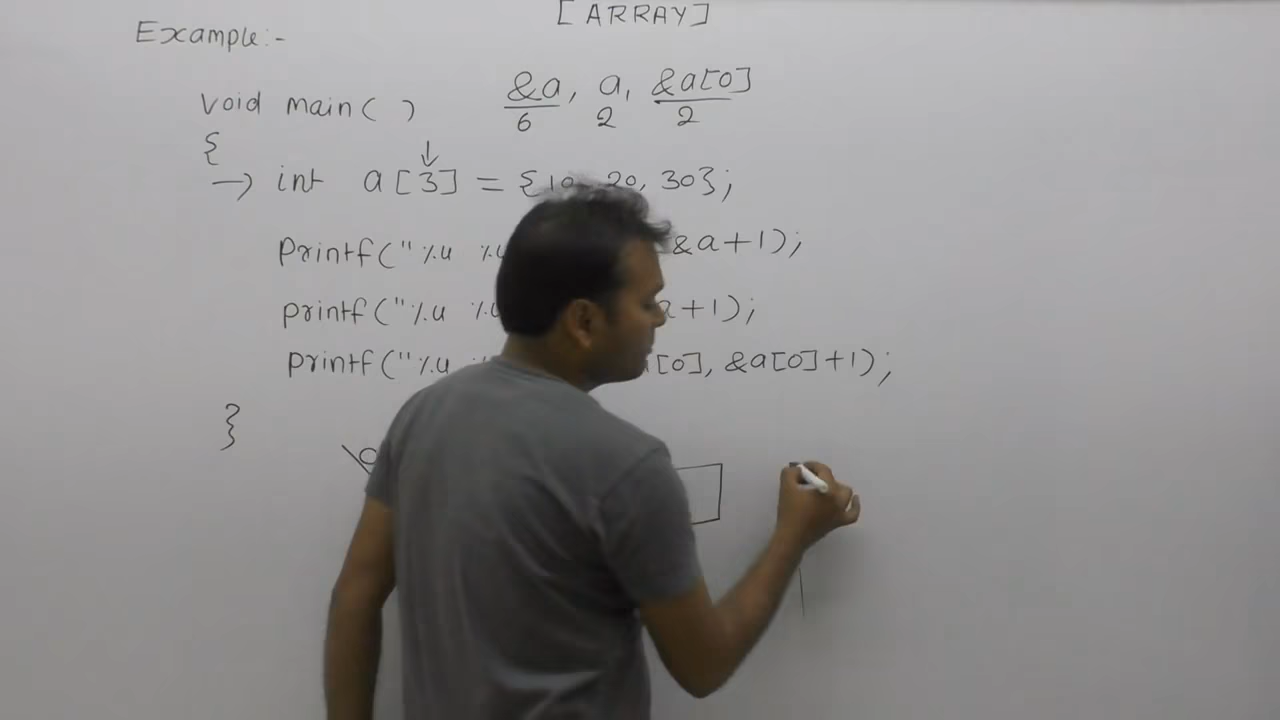 [ARRAY]
Example:-
&a, a, &a[0]
6 2 2
void main( )
{
→ int a[3] = {10, 20, 30};
printf("%u %u &a+1);
printf("%u %u a+1);
printf("%u a[0], &a[0]+1);
}